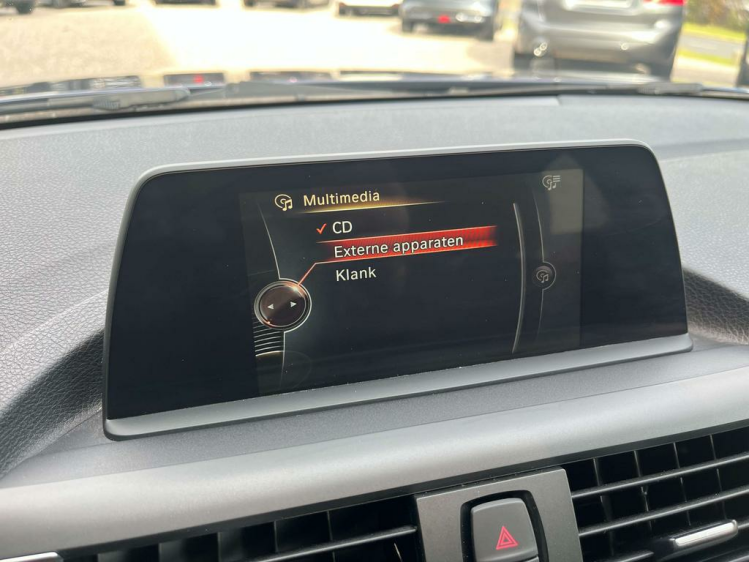 Multimedia
CD
Externe apparaten
Klank